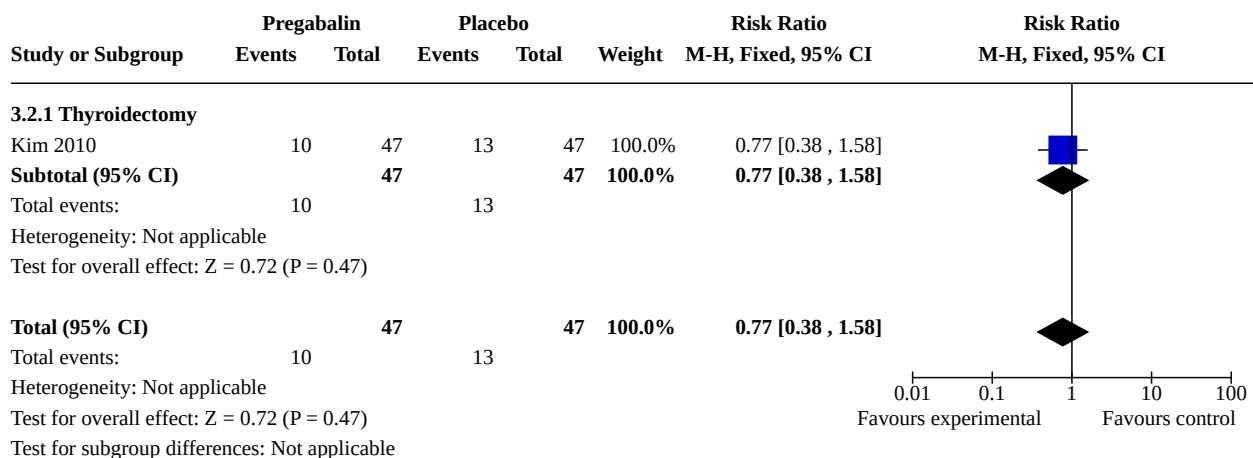 Pregabalin Placebo Risk Ratio Risk Ratio
Study or Subgroup Events Total Events Total Weight M-H, Fixed, 95% CI M-H, Fixed, 95% CI
3.2.1 Thyroidectomy
Kim 2010 10 47 13 47 100.0% 0.77 [0.38 , 1.58]
Subtotal (95% CI) 47 47 100.0% 0.77 [0.38 , 1.58]
Total events: 10 13
Heterogeneity: Not applicable
Test for overall effect: Z = 0.72 (P = 0.47)
Total (95% CI) 47 47 100.0% 0.77 [0.38 , 1.58]
Total events: 10 13
Heterogeneity: Not applicable
0.01 0.1 1 10 100
Test for overall effect: Z = 0.72 (P = 0.47) Favours experimental Favours control
Test for subgroup differences: Not applicable